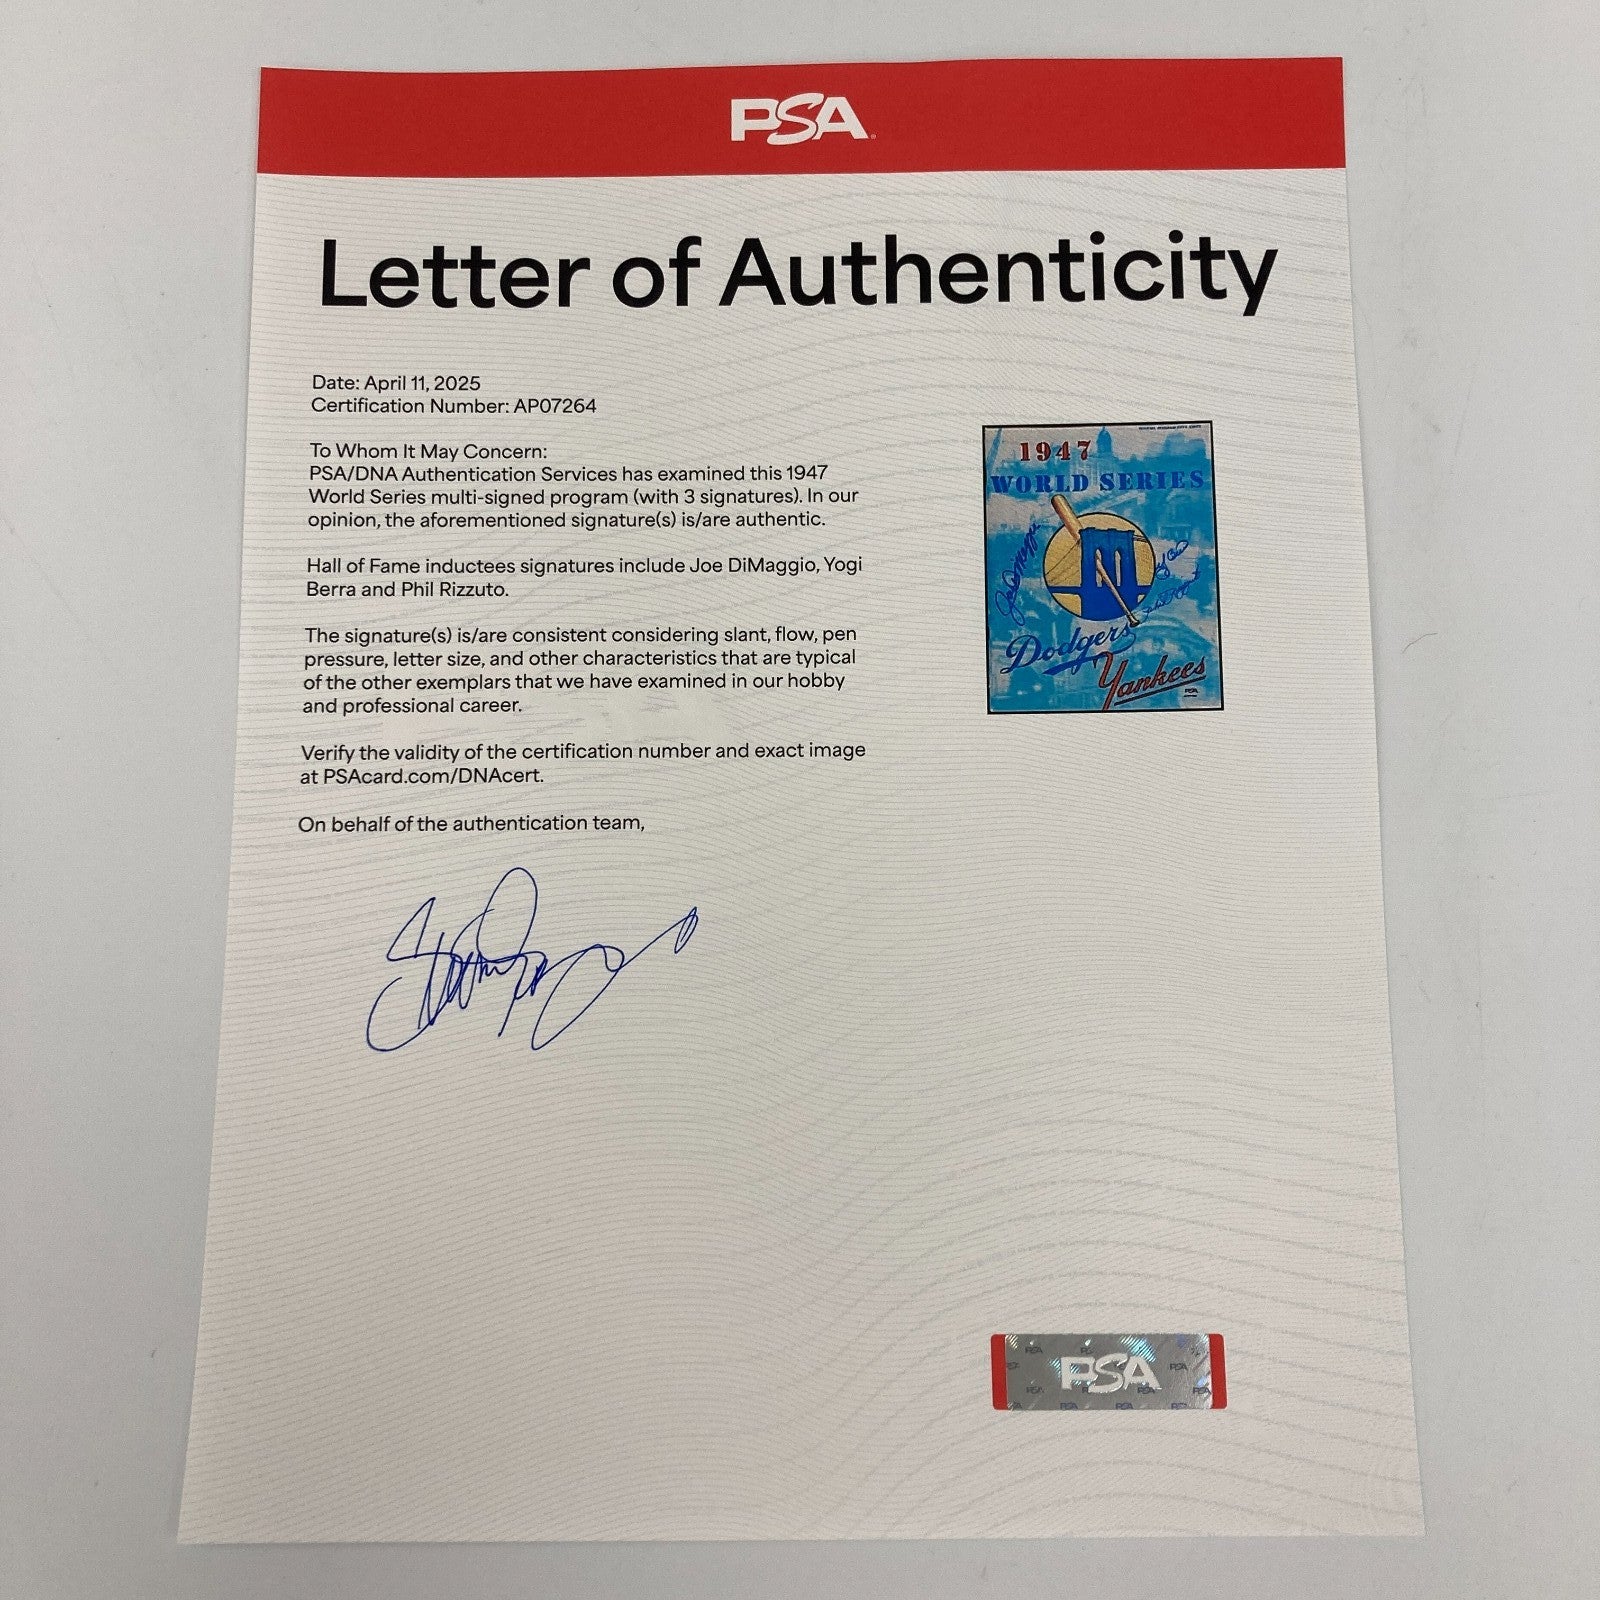 PSA
Letter of Authenticity
Date: April 11, 2025
Certification Number: AP07264
To Whom It May Concern:
PSA/DNA Authentication Services has examined this 1947
World Series multi-signed program (with 3 signatures). In our
opinion, the aforementioned signature(s) is/are authentic.
Hall of Fame inductees signatures include Joe DiMaggio, Yogi
Berra and Phil Rizzuto.
The signature(s) is/are consistent considering slant, flow, pen
pressure, letter size, and other characteristics that are typical
of the other exemplars that we have examined in our hobby
and professional career.
Verify the validity of the certification number and exact image
at PSAcard.com/DNAcert.
On behalf of the authentication team,
1947
WORLD SERIES
Joe DiMaggio
Dodgers
Yankees
PSA
PSA